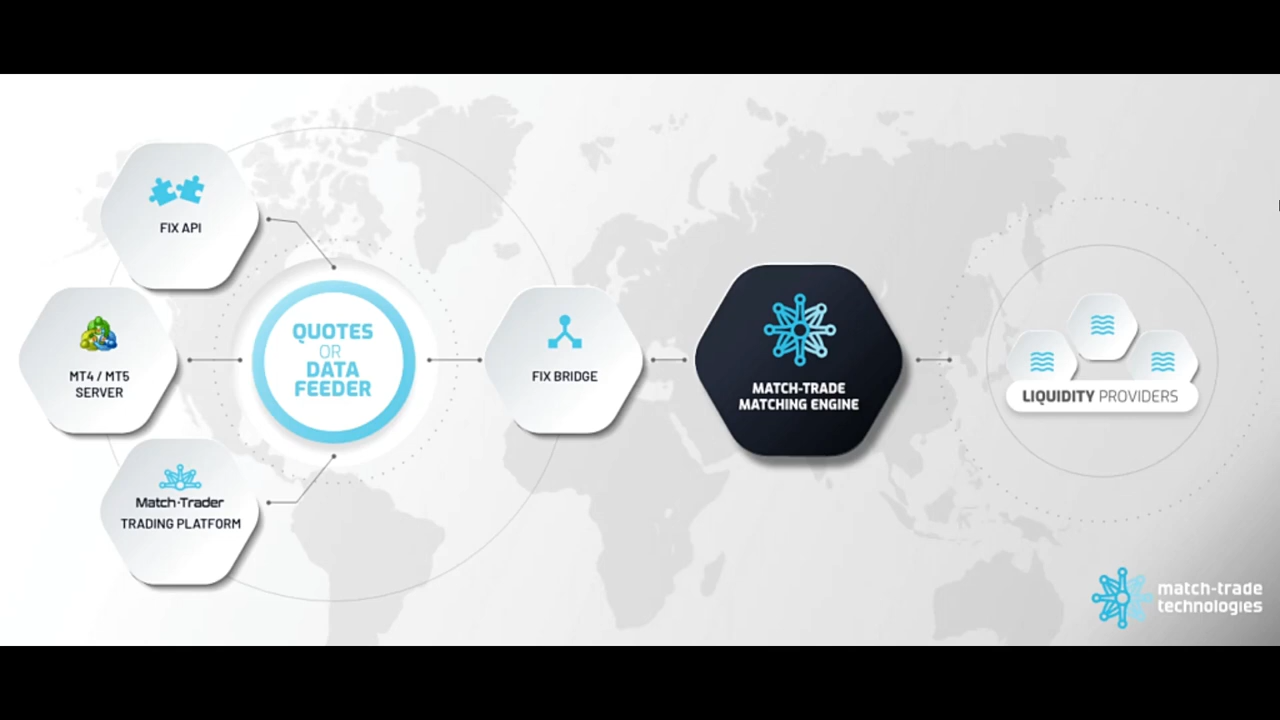 FIX API
MT4 / MT5
SERVER
Match-Trader
TRADING PLATFORM
QUOTES
OR
DATA
FEEDER
FIX BRIDGE
MATCH-TRADE
MATCHING ENGINE
LIQUIDITY PROVIDERS
match-trade
technologies